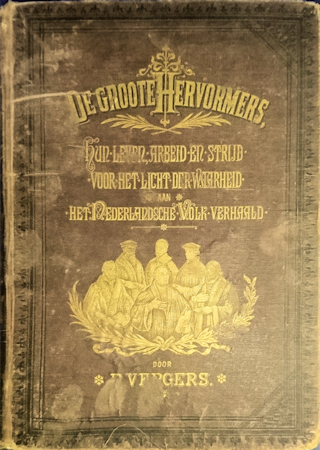 DE GROOTE HERVORMERS,
HUN·LEVEN, ARBEID·EN·STRIJD·
·VOOR·HET·LICHT·DER·WAARHEID·
AAN
·HET·NEDERLANDSCHE·VOLK·VERHAALD·
DOOR
P. VERGERS.